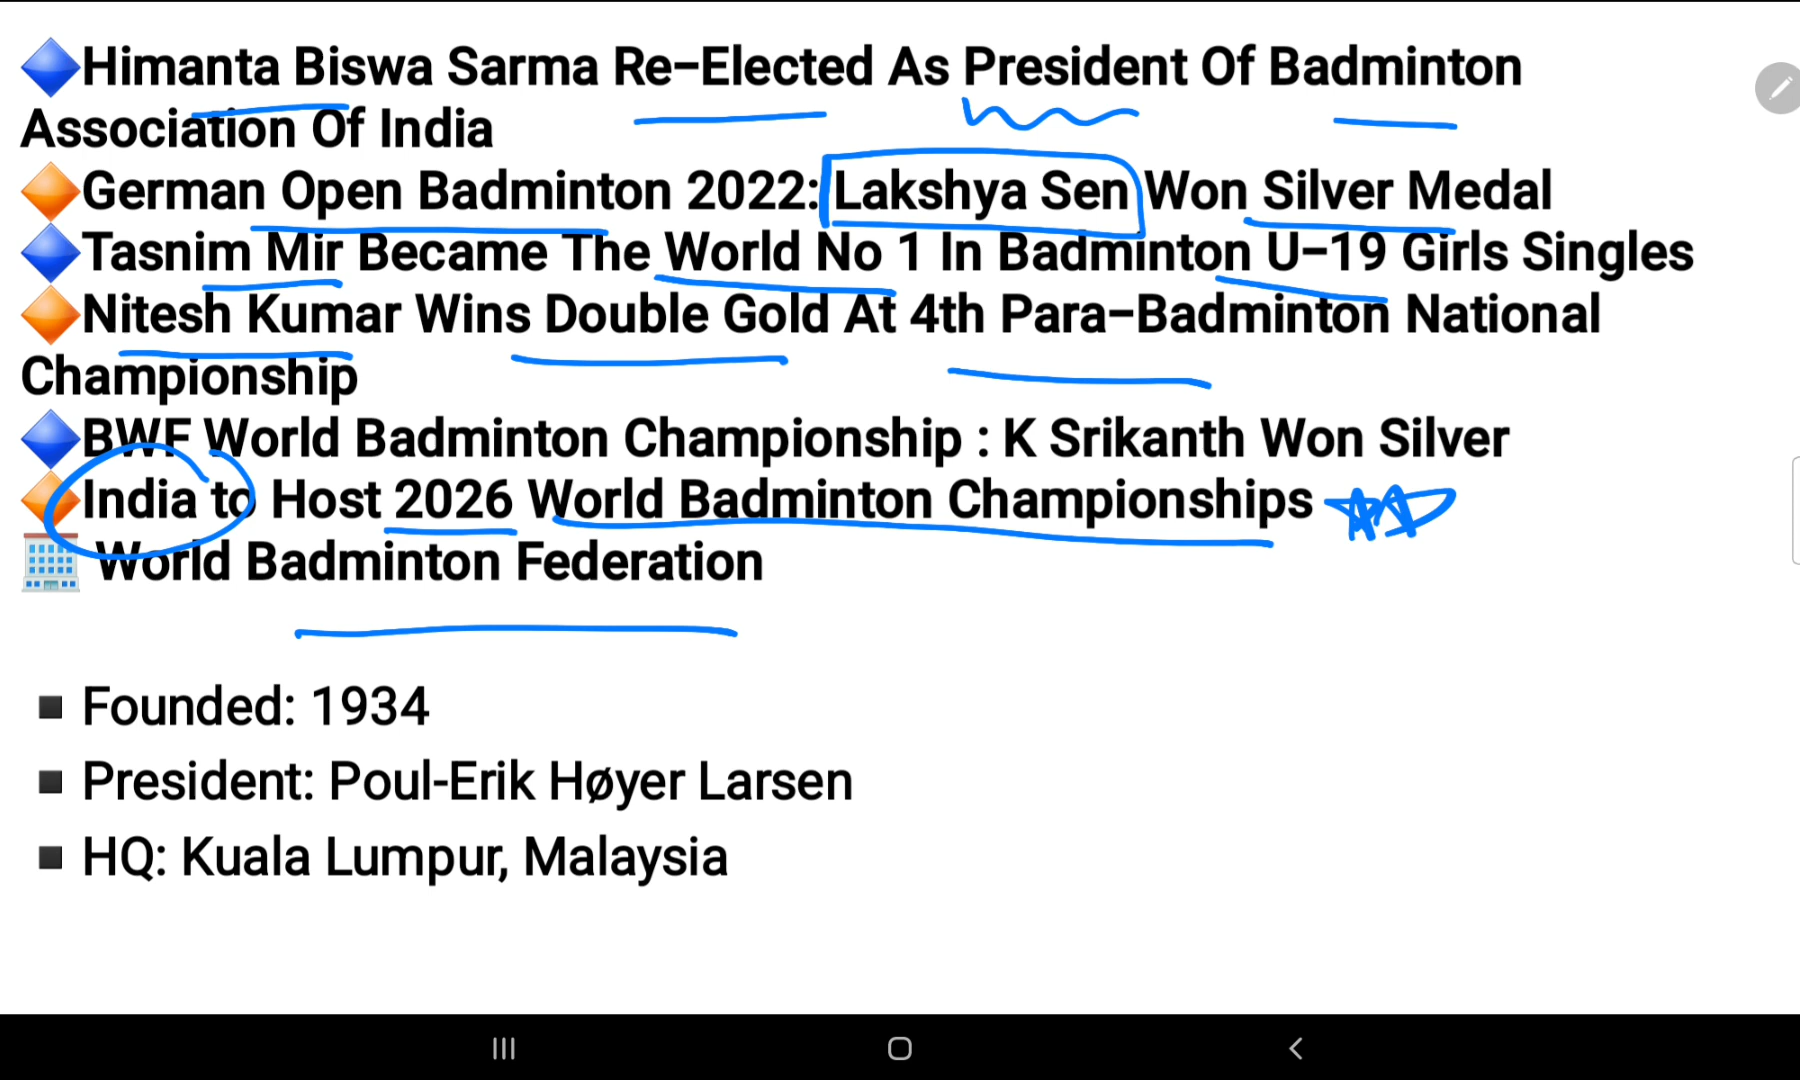 Himanta Biswa Sarma Re-Elected As President Of Badminton
Association Of India
German Open Badminton 2022: Lakshya Sen Won Silver Medal
Tasnim Mir Became The World No 1 In Badminton U-19 Girls Singles
Nitesh Kumar Wins Double Gold At 4th Para-Badminton National
Championship
BWF World Badminton Championship : K Srikanth Won Silver
India to Host 2026 World Badminton Championships
World Badminton Federation
Founded: 1934
President: Poul-Erik Høyer Larsen
HQ: Kuala Lumpur, Malaysia